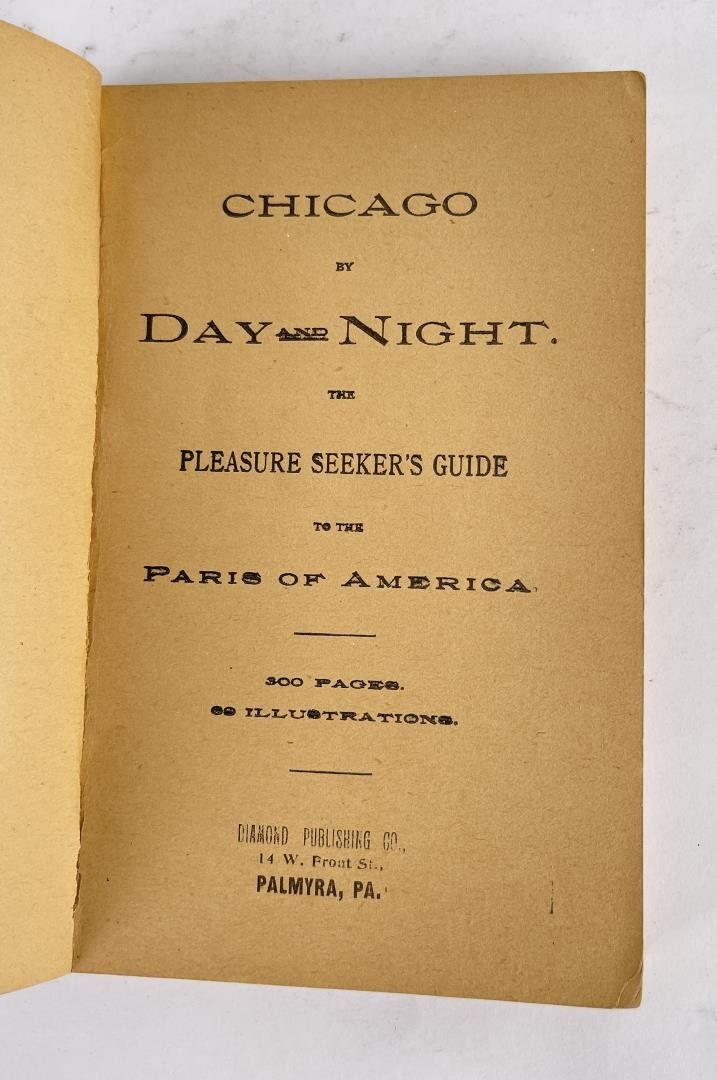 CHICAGO
BY
DAY AND NIGHT.
THE
PLEASURE SEEKER'S GUIDE
TO THE
PARIS OF AMERICA.
300 PAGES.
69 ILLUSTRATIONS.
DIAMOND PUBLISHING CO.,
14 W. Front St.,
PALMYRA, PA.